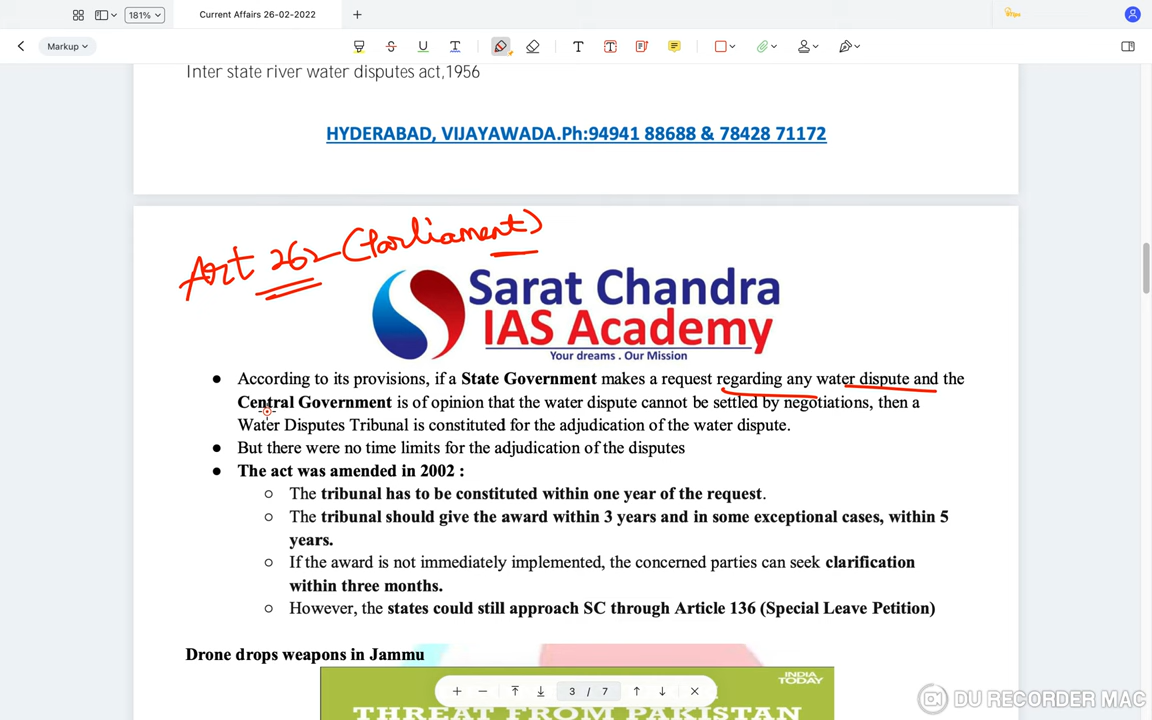 181%
Current Affairs 26-02-2022
Markup
Inter state river water disputes act,1956
HYDERABAD, VIJAYAWADA.Ph:94941 88688 & 78428 71172
Art 262 - (Parliament)
Sarat Chandra
IAS Academy
Your dreams . Our Mission
● According to its provisions, if a State Government makes a request regarding any water dispute and the
Central Government is of opinion that the water dispute cannot be settled by negotiations, then a
Water Disputes Tribunal is constituted for the adjudication of the water dispute.
● But there were no time limits for the adjudication of the disputes
● The act was amended in 2002 :
○ The tribunal has to be constituted within one year of the request.
○ The tribunal should give the award within 3 years and in some exceptional cases, within 5
years.
○ If the award is not immediately implemented, the concerned parties can seek clarification
within three months.
○ However, the states could still approach SC through Article 136 (Special Leave Petition)
Drone drops weapons in Jammu
INDIA
TODAY
3 / 7
THREAT FROM PAKISTAN
DU RECORDER MAC